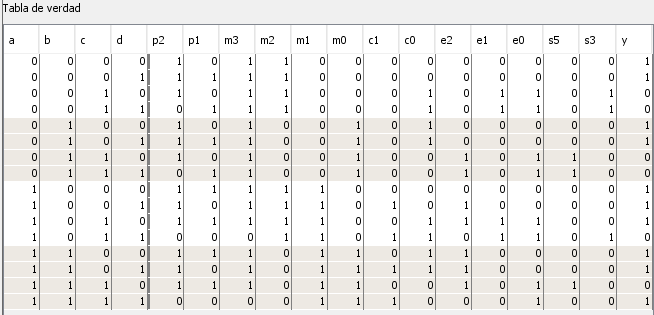 Tabla de verdad
a b c d p2 p1 m3 m2 m1 m0 c1 c0 e2 e1 e0 s5 s3 y
0 0 0 0 1 0 1 1 0 0 0 0 0 0 0 0 0 1
0 0 0 1 1 1 1 1 0 0 0 0 0 0 0 0 0 1
0 0 1 0 1 0 1 1 0 0 0 1 0 1 1 0 1 0
0 0 1 1 0 1 1 1 0 0 0 1 0 1 1 0 1 0
0 1 0 0 1 0 1 0 0 1 0 1 0 0 0 0 0 1
0 1 0 1 1 1 1 0 0 1 0 1 0 0 0 0 0 1
0 1 1 0 1 0 1 0 0 1 0 0 1 0 1 1 0 0
0 1 1 1 0 1 1 0 0 1 0 0 1 0 1 1 0 0
1 0 0 0 1 1 1 1 1 0 0 0 0 0 0 0 0 1
1 0 0 1 1 0 1 1 1 0 1 0 1 0 0 0 0 1
1 0 1 0 1 1 1 1 1 0 0 1 1 1 1 0 0 1
1 0 1 1 0 0 0 1 1 0 1 1 0 1 1 0 1 0
1 1 0 0 1 1 1 0 1 1 0 1 0 0 0 0 0 1
1 1 0 1 1 0 1 0 1 1 1 1 0 0 0 0 0 1
1 1 1 0 1 1 1 0 1 1 0 0 1 0 1 1 0 0
1 1 1 1 0 0 0 0 1 1 1 0 0 0 1 0 0 1